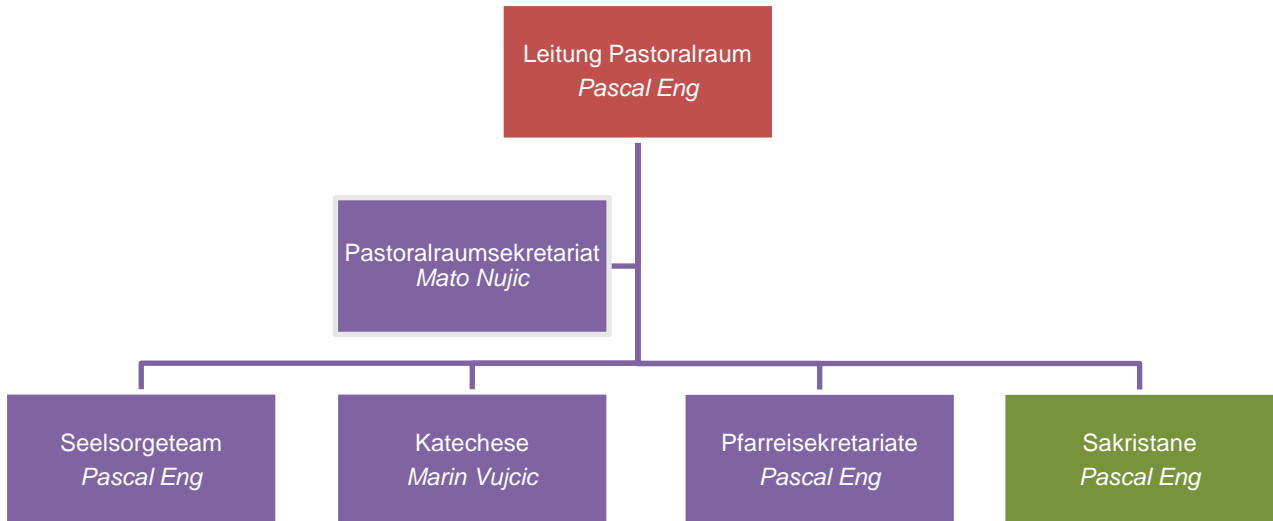 Leitung Pastoralraum
Pascal Eng
Pastoralraumsekretariat
Mato Nujic
Seelsorgeteam
Pascal Eng
Katechese
Marin Vujcic
Pfarreisekretariate
Pascal Eng
Sakristane
Pascal Eng